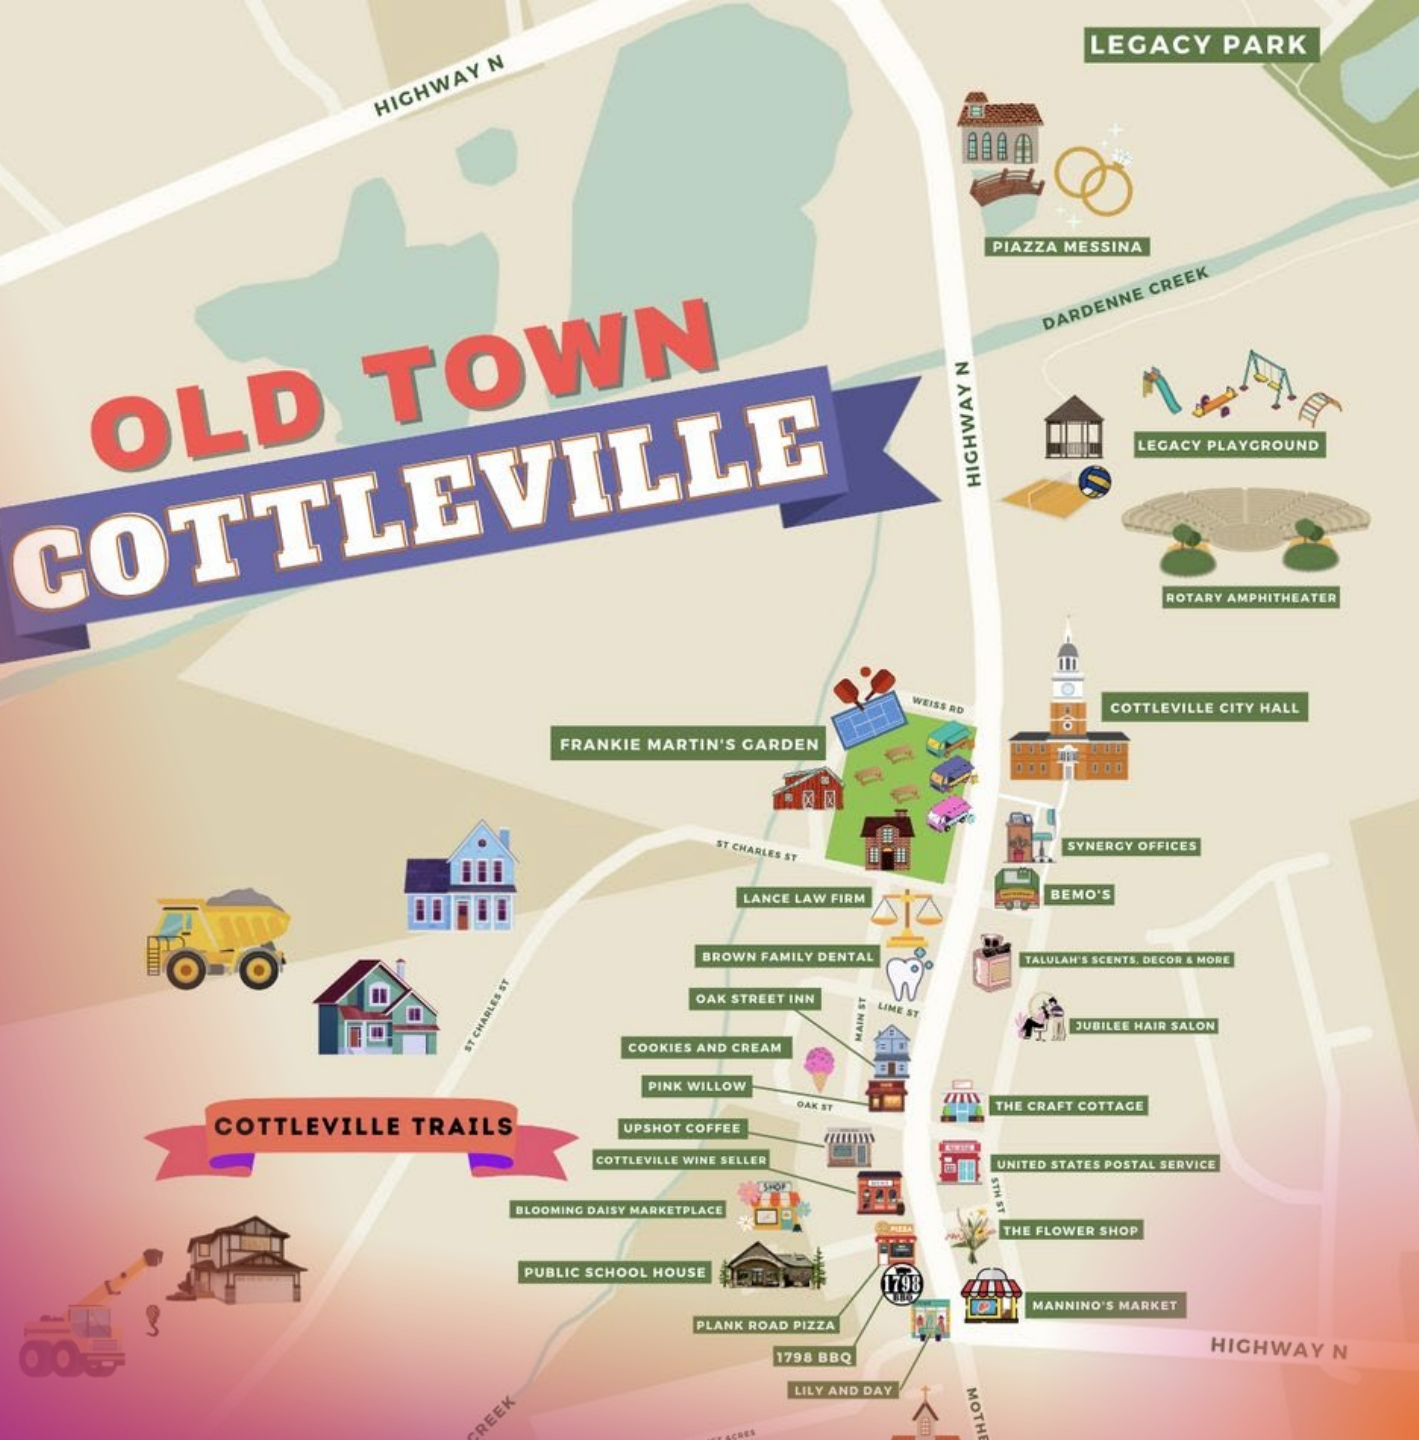 HIGHWAY N
LEGACY PARK
PIAZZA MESSINA
DARDENNE CREEK
OLD TOWN
COTTLEVILLE
HIGHWAY N
LEGACY PLAYGROUND
ROTARY AMPHITHEATER
WEISS RD
COTTLEVILLE CITY HALL
FRANKIE MARTIN'S GARDEN
ST CHARLES ST
SYNERGY OFFICES
LANCE LAW FIRM
BEMO'S
BROWN FAMILY DENTAL
TALULAH'S SCENTS, DECOR & MORE
OAK STREET INN
MAIN ST
LIME ST
ST CHARLES ST
JUBILEE HAIR SALON
COOKIES AND CREAM
PINK WILLOW
OAK ST
THE CRAFT COTTAGE
COTTLEVILLE TRAILS
UPSHOT COFFEE
COTTLEVILLE WINE SELLER
UNITED STATES POSTAL SERVICE
SHOP
5TH ST
BLOOMING DAISY MARKETPLACE
PIZZA
THE FLOWER SHOP
PUBLIC SCHOOL HOUSE
1798
BBQ
MANNINO'S MARKET
PLANK ROAD PIZZA
HIGHWAY N
1798 BBQ
LILY AND DAY
CREEK
MOTHE
ACRES